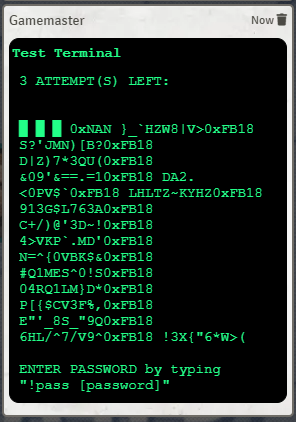 Gamemaster Now
Test Terminal
3 ATTEMPT(S) LEFT:
█ █ █ 0xNAN }_`HZW8|V>0xFB18
S?'JMN)[B?0xFB18
D|Z)7*3QU(0xFB18
&09'&==.=10xFB18 DA2.
<0PV$`0xFB18 LHLTZ~KYHZ0xFB18
913G$L763A0xFB18
C+/)@'3D~!0xFB18
4>VKP`.MD'0xFB18
N=^{0VBK$&0xFB18
#Q1MES^0!S0xFB18
04RQ1LM}D*0xFB18
P[{$CV3F%,0xFB18
E"'_8S_"9Q0xFB18
6HL/^7/V9^0xFB18 !3X{"6*W>(
ENTER PASSWORD by typing
"!pass [password]"